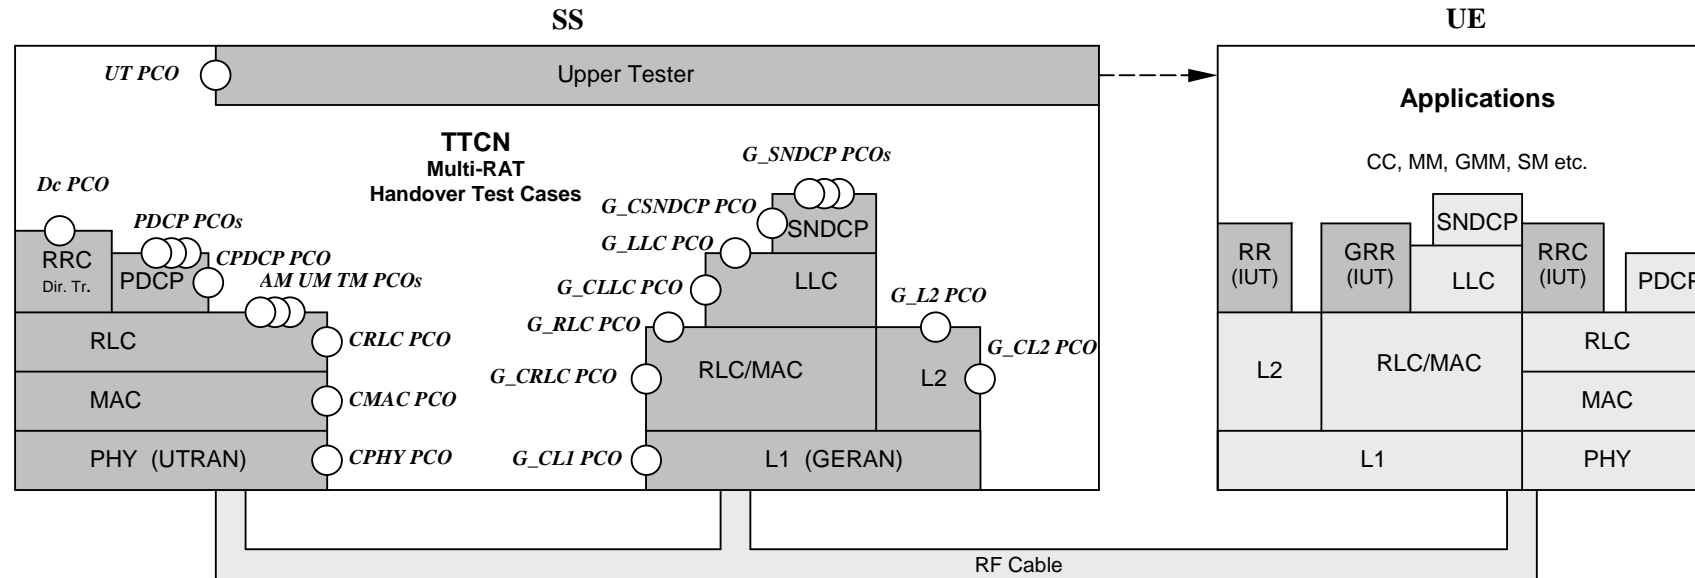 SS
UE
UT PCO
Upper Tester
Applications
TTCN
Multi-RAT
Handover Test Cases
G_SNDCP PCOs
CC, MM, GMM, SM etc.
Dc PCO
PDCP PCOs
G_CSNDCP PCO
SNDCP
SNDCP
CPDCP PCO
G_LLC PCO
RRC
Dir. Tr.
PDCP
AM UM TM PCOs
G_CLLC PCO
LLC
RR
(IUT)
GRR
(IUT)
LLC
RRC
(IUT)
PDCP
G_L2 PCO
G_RLC PCO
RLC
CRLC PCO
G_CL2 PCO
RLC
G_CRLC PCO
RLC/MAC
L2
L2
RLC/MAC
MAC
CMAC PCO
MAC
PHY (UTRAN)
CPHY PCO
G_CL1 PCO
L1 (GERAN)
L1
PHY
RF Cable